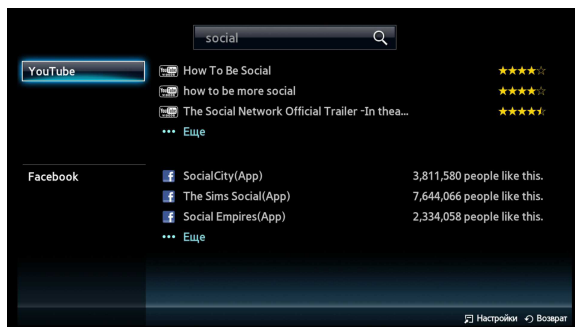 social
YouTube
How To Be Social
how to be more social
The Social Network Official Trailer -In thea...
••• Еще
Facebook
SocialCity(App) 3,811,580 people like this.
The Sims Social(App) 7,644,066 people like this.
Social Empires(App) 2,334,058 people like this.
••• Еще
Настройки Возврат